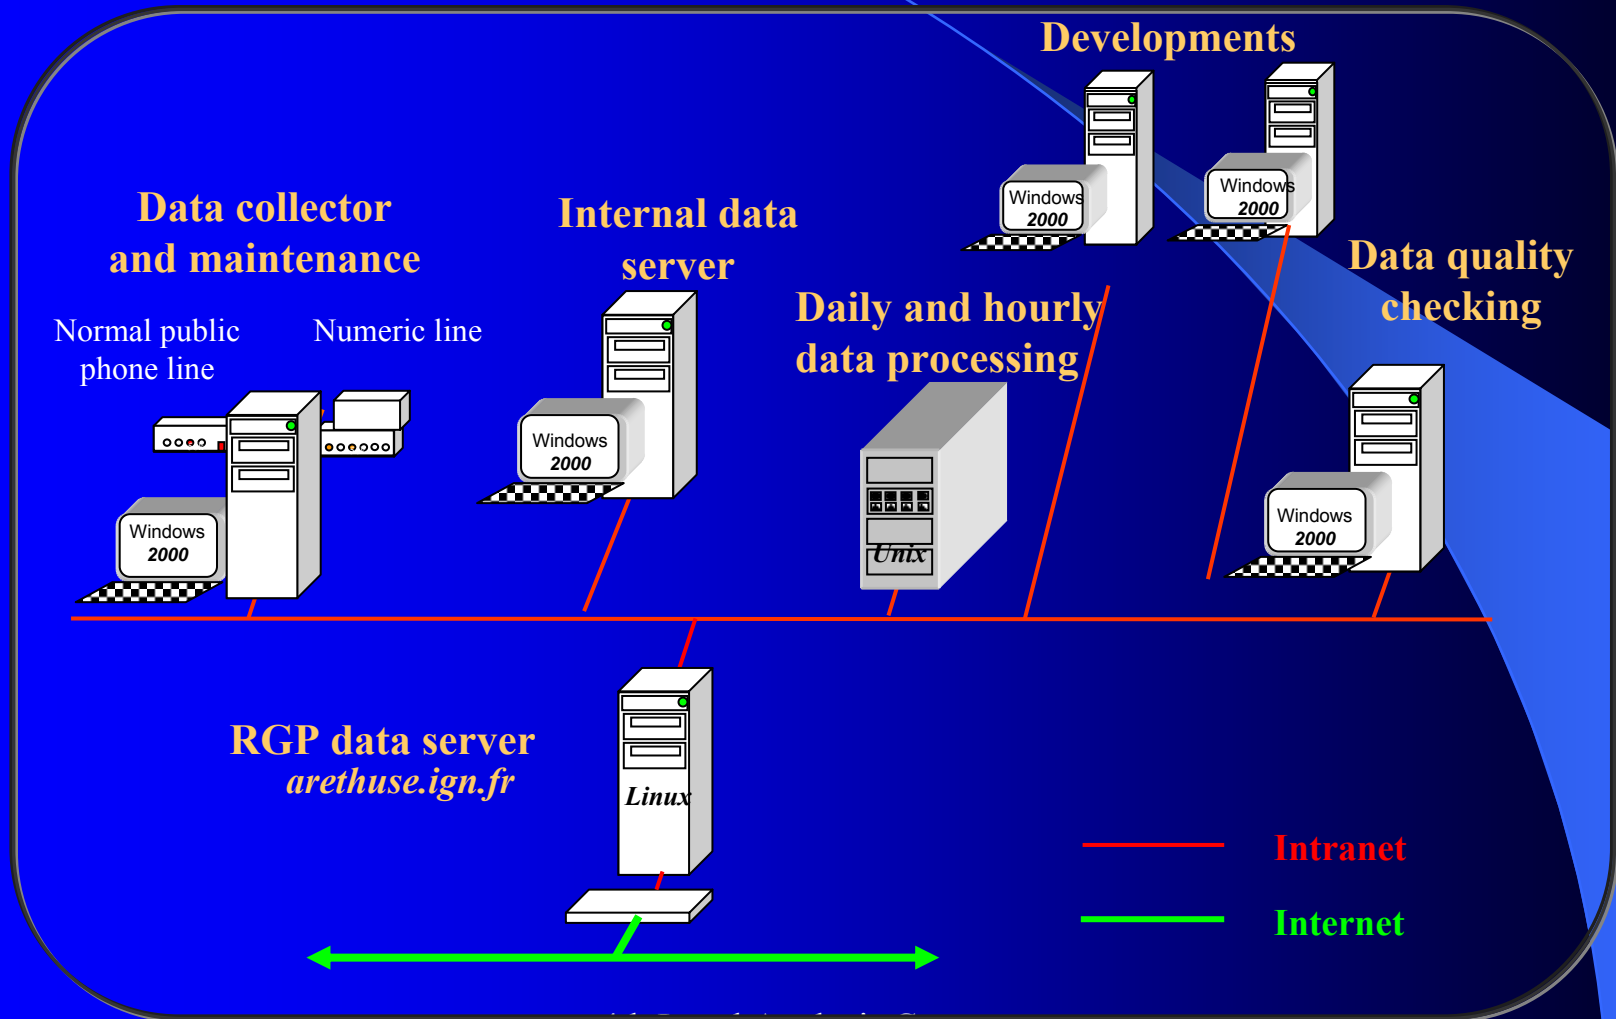 Developments
Windows
2000
Windows
2000
Data collector
and maintenance
Internal data
server
Data quality
checking
Daily and hourly
data processing
Normal public
phone line
Numeric line
Windows
2000
Windows
2000
Unix
Windows
2000
RGP data server
arethuse.ign.fr
Linux
Intranet
Internet